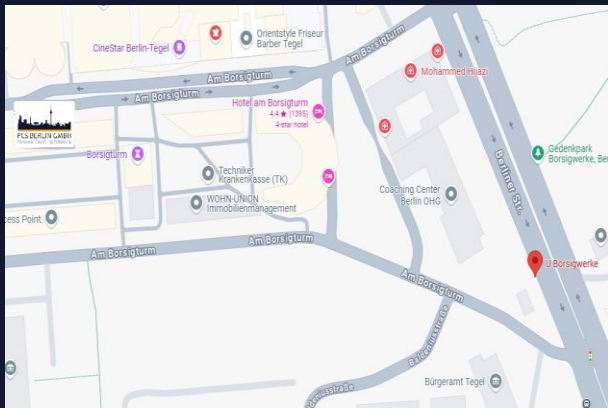 Orientstyle Friseur
Barber Tegel
CineStar Berlin-Tegel
Am Borsigturm
Am Borsigturm
Am Borsigturm
Mohammed Hijazi
Hotel am Borsigturm
4.4 ★ (1395)
4-star hotel
PCS BERLIN GMBH
Borsigturm
Gedenkpark
Borsigwerke, Ber
Techniker
Krankenkasse (TK)
Berliner Str.
Coaching Center
Berlin OHG
WOHN-UNION
Immobilienmanagement
cess Point
Am Borsigturm
Am Borsigturm
U Borsigwerke
Am Borsigturm
Bürgeramt Tegel